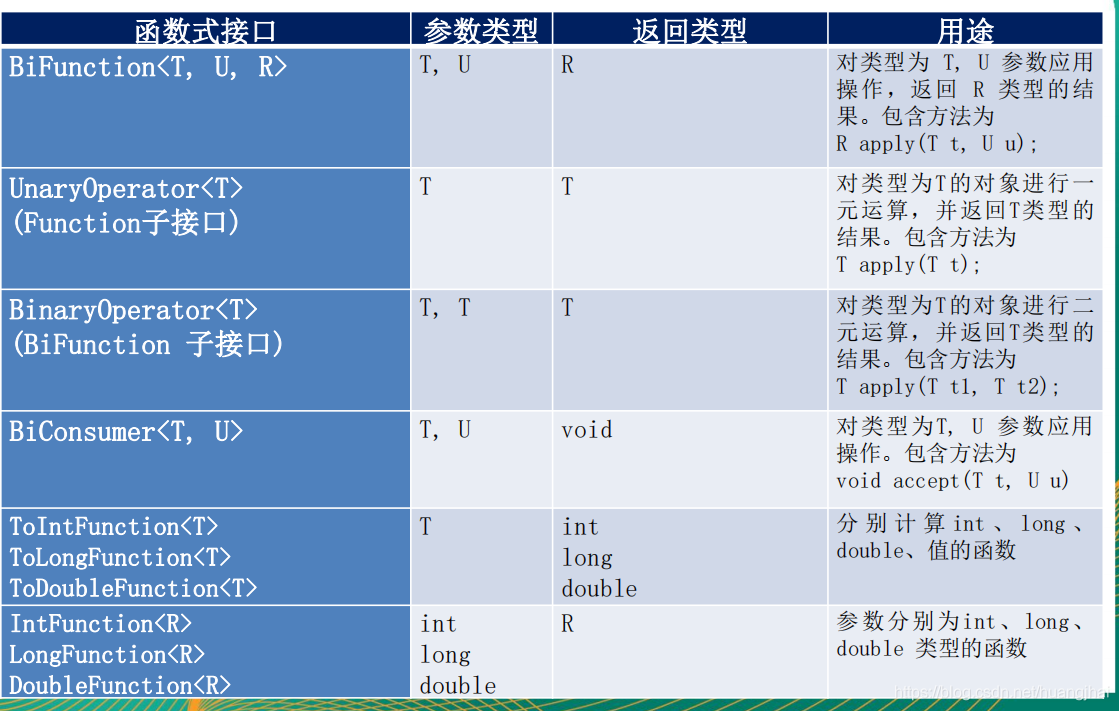 函数式接口 参数类型 返回类型 用途
BiFunction<T, U, R> T, U R 对类型为 T, U 参数应用
操作，返回 R 类型的结
果。包含方法为
R apply(T t, U u);
UnaryOperator<T> T T 对类型为T的对象进行一
(Function子接口) 元运算，并返回T类型的
结果。包含方法为
T apply(T t);
BinaryOperator<T> T, T T 对类型为T的对象进行二
(BiFunction 子接口) 元运算，并返回T类型的
结果。包含方法为
T apply(T t1, T t2);
BiConsumer<T, U> T, U void 对类型为T, U 参数应用
操作。包含方法为
void accept(T t, U u)
ToIntFunction<T> T int 分别计算int、long、
ToLongFunction<T> long double、值的函数
ToDoubleFunction<T> double
IntFunction<R> int R 参数分别为int、long、
LongFunction<R> long double 类型的函数
DoubleFunction<R> double